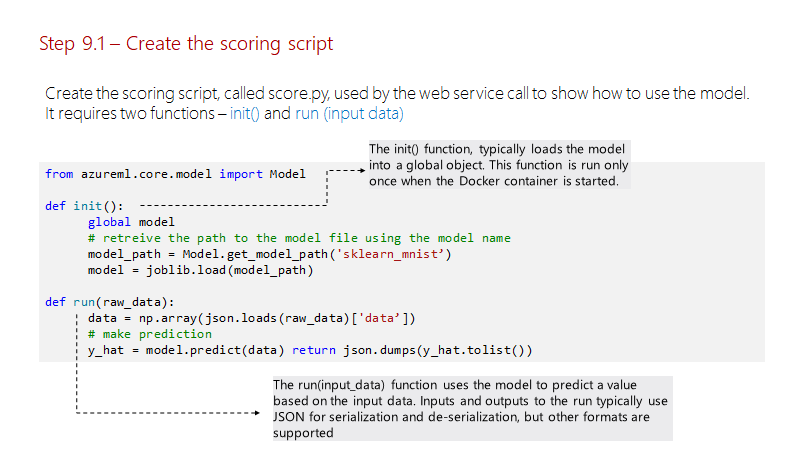 Step 9.1 – Create the scoring script
Create the scoring script, called score.py, used by the web service call to show how to use the model.
It requires two functions – init() and run (input data)
The init() function, typically loads the model
into a global object. This function is run only
once when the Docker container is started.
from azureml.core.model import Model
def init():
global model
# retreive the path to the model file using the model name
model_path = Model.get_model_path('sklearn_mnist’)
model = joblib.load(model_path)
def run(raw_data):
data = np.array(json.loads(raw_data)['data’])
# make prediction
y_hat = model.predict(data) return json.dumps(y_hat.tolist())
The run(input_data) function uses the model to predict a value
based on the input data. Inputs and outputs to the run typically use
JSON for serialization and de-serialization, but other formats are
supported